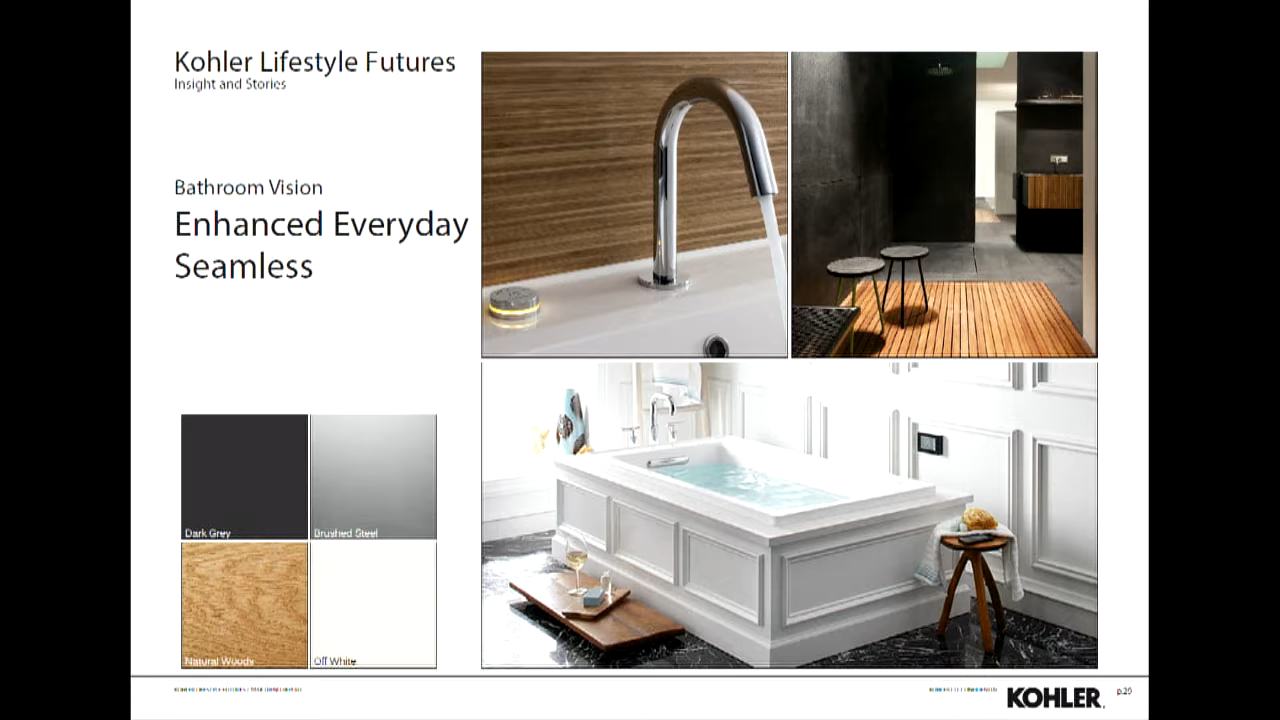 Kohler Lifestyle Futures
Insight and Stories
Bathroom Vision
Enhanced Everyday
Seamless
Dark Grey
Brushed Steel
Natural Woods
Off White
KOHLER.
p.20